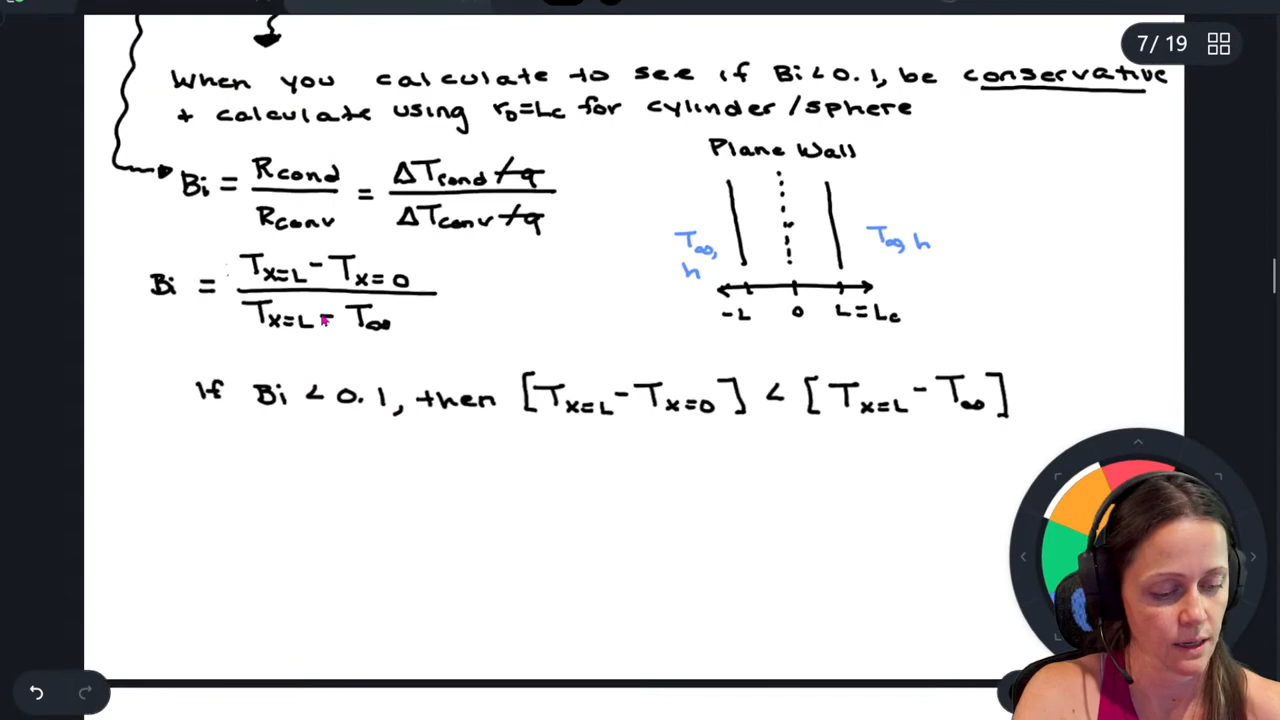 7/19
When you calculate to see if Bi < 0.1, be conservative
+ calculate using r₀=Lc for cylinder/sphere
Plane Wall
Bi = Rcond / Rconv = ΔTcond/q / ΔTconv/q
T∞, h
T∞, h
Bi = Tx=L - Tx=0 / Tx=L - T∞
-L 0 L=Lc
If Bi < 0.1, then [Tx=L - Tx=0] < [Tx=L - T∞]